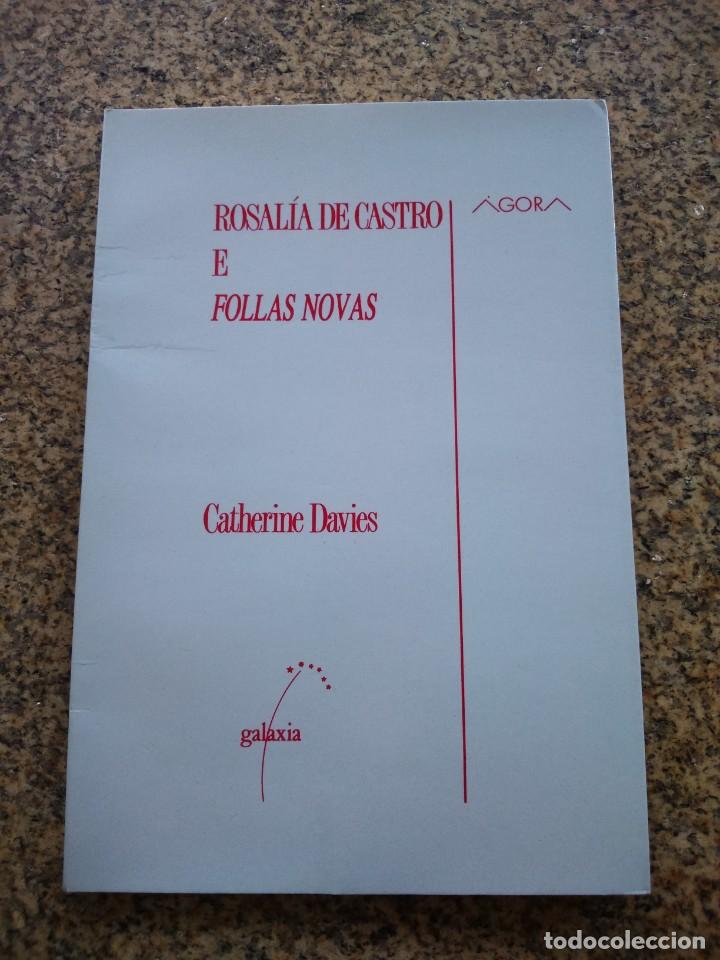 ROSALÍA DE CASTRO
E
FOLLAS NOVAS
ÁGORA
Catherine Davies
galaxia
todocoleccion